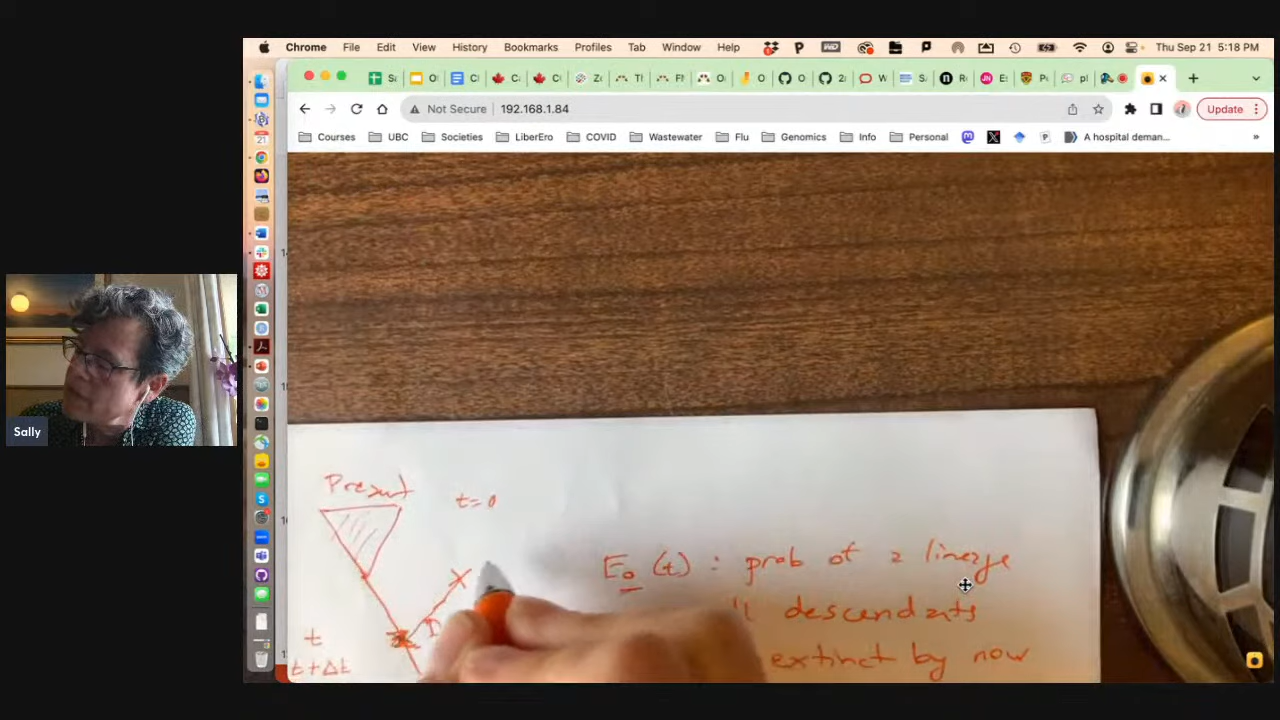 Chrome File Edit View History Bookmarks Profiles Tab Window Help Thu Sep 21 5:18 PM
Not Secure 192.168.1.84 Update
Courses UBC Societies LiberEro COVID Wastewater Flu Genomics Info Personal A hospital deman...
Sally
Present
t=0
E₀(t): prob of a lineage
descendants
extinct by now
t
t+Δt